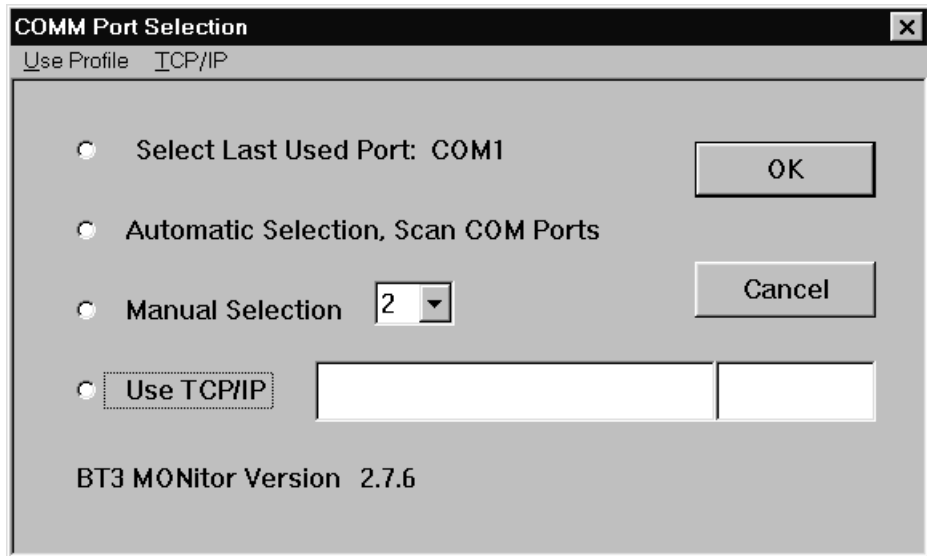 COMM Port Selection
Use Profile TCP/IP
Select Last Used Port: COM1
OK
Automatic Selection, Scan COM Ports
Manual Selection 2
Cancel
Use TCP/IP
BT3 MONitor Version 2.7.6